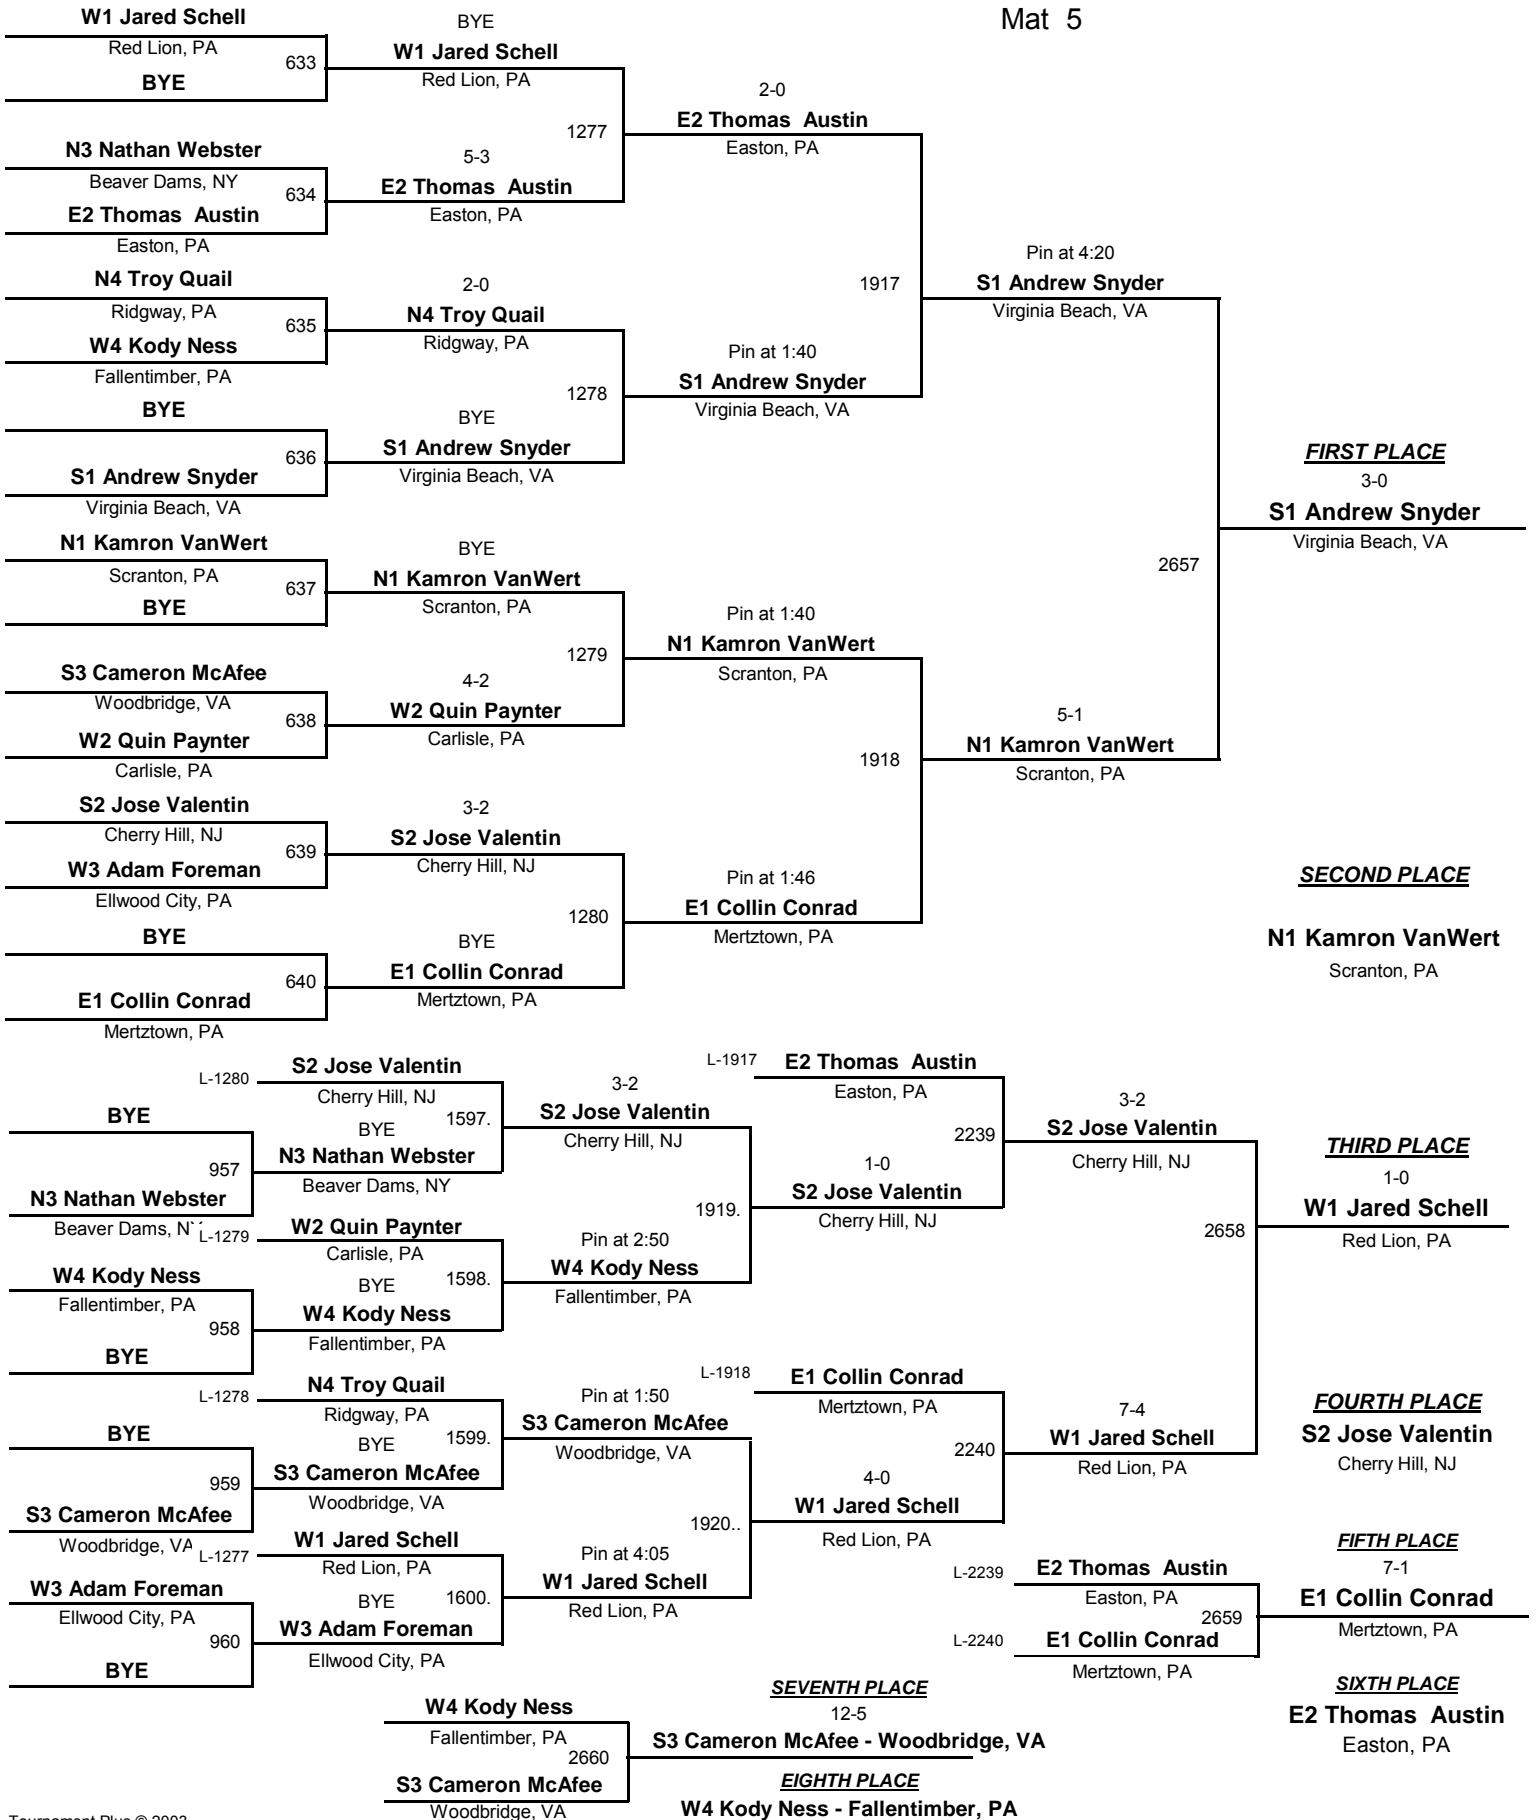 Mat 5
W1 Jared Schell
Red Lion, PA
633
BYE
N3 Nathan Webster
Beaver Dams, NY
634
E2 Thomas Austin
Easton, PA
N4 Troy Quail
Ridgway, PA
635
W4 Kody Ness
Fallentimber, PA
BYE
636
S1 Andrew Snyder
Virginia Beach, VA
N1 Kamron VanWert
Scranton, PA
637
BYE
S3 Cameron McAfee
Woodbridge, VA
638
W2 Quin Paynter
Carlisle, PA
S2 Jose Valentin
Cherry Hill, NJ
639
W3 Adam Foreman
Ellwood City, PA
BYE
640
E1 Collin Conrad
Mertztown, PA
BYE
W1 Jared Schell
Red Lion, PA
1277
5-3
E2 Thomas Austin
Easton, PA
2-0
N4 Troy Quail
Ridgway, PA
1278
BYE
S1 Andrew Snyder
Virginia Beach, VA
BYE
N1 Kamron VanWert
Scranton, PA
1279
4-2
W2 Quin Paynter
Carlisle, PA
3-2
S2 Jose Valentin
Cherry Hill, NJ
1280
BYE
E1 Collin Conrad
Mertztown, PA
2-0
E2 Thomas Austin
Easton, PA
1917
Pin at 1:40
S1 Andrew Snyder
Virginia Beach, VA
Pin at 1:40
N1 Kamron VanWert
Scranton, PA
1918
Pin at 1:46
E1 Collin Conrad
Mertztown, PA
Pin at 4:20
S1 Andrew Snyder
Virginia Beach, VA
2657
5-1
N1 Kamron VanWert
Scranton, PA
FIRST PLACE
3-0
S1 Andrew Snyder
Virginia Beach, VA
SECOND PLACE
N1 Kamron VanWert
Scranton, PA
BYE
957
N3 Nathan Webster
Beaver Dams, N
W4 Kody Ness
Fallentimber, PA
958
BYE
BYE
959
S3 Cameron McAfee
Woodbridge, VA
W3 Adam Foreman
Ellwood City, PA
960
BYE
L-1280
S2 Jose Valentin
Cherry Hill, NJ
1597.
BYE
N3 Nathan Webster
Beaver Dams, NY
L-1279
W2 Quin Paynter
Carlisle, PA
1598.
BYE
W4 Kody Ness
Fallentimber, PA
L-1278
N4 Troy Quail
Ridgway, PA
1599.
BYE
S3 Cameron McAfee
Woodbridge, VA
L-1277
W1 Jared Schell
Red Lion, PA
1600.
BYE
W3 Adam Foreman
Ellwood City, PA
3-2
S2 Jose Valentin
Cherry Hill, NJ
1919.
Pin at 2:50
W4 Kody Ness
Fallentimber, PA
Pin at 1:50
S3 Cameron McAfee
Woodbridge, VA
1920..
Pin at 4:05
W1 Jared Schell
Red Lion, PA
L-1917
E2 Thomas Austin
Easton, PA
2239
1-0
S2 Jose Valentin
Cherry Hill, NJ
L-1918
E1 Collin Conrad
Mertztown, PA
2240
4-0
W1 Jared Schell
Red Lion, PA
3-2
S2 Jose Valentin
Cherry Hill, NJ
2658
7-4
W1 Jared Schell
Red Lion, PA
THIRD PLACE
1-0
W1 Jared Schell
Red Lion, PA
FOURTH PLACE
S2 Jose Valentin
Cherry Hill, NJ
L-2239
E2 Thomas Austin
Easton, PA
2659
L-2240
E1 Collin Conrad
Mertztown, PA
FIFTH PLACE
7-1
E1 Collin Conrad
Mertztown, PA
SIXTH PLACE
E2 Thomas Austin
Easton, PA
W4 Kody Ness
Fallentimber, PA
2660
S3 Cameron McAfee
Woodbridge, VA
SEVENTH PLACE
12-5
S3 Cameron McAfee - Woodbridge, VA
EIGHTH PLACE
W4 Kody Ness - Fallentimber, PA